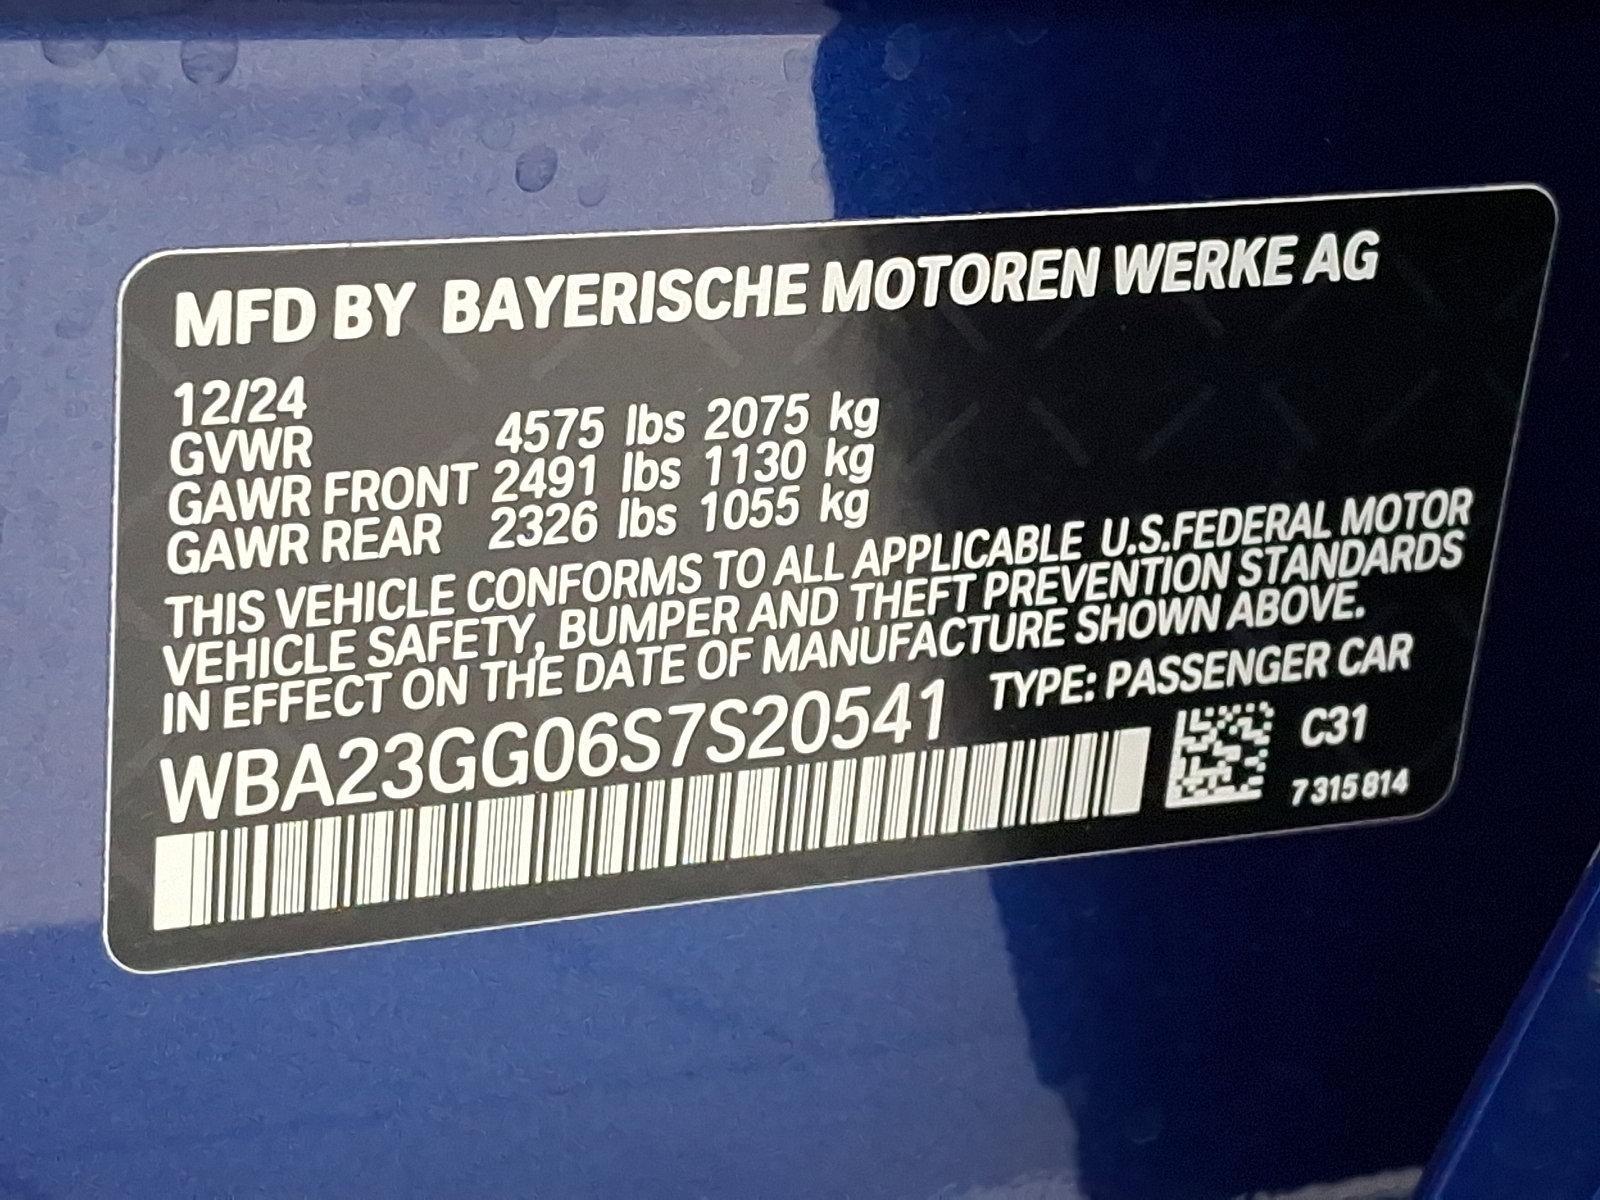 MFD BY BAYERISCHE MOTOREN WERKE AG
12/24
GVWR 4575 lbs 2075 kg
GAWR FRONT 2491 lbs 1130 kg
GAWR REAR 2326 lbs 1055 kg
THIS VEHICLE CONFORMS TO ALL APPLICABLE U.S.FEDERAL MOTOR
VEHICLE SAFETY, BUMPER AND THEFT PREVENTION STANDARDS
IN EFFECT ON THE DATE OF MANUFACTURE SHOWN ABOVE.
WBA23GG06S7S20541 TYPE: PASSENGER CAR
C31
7 315 814